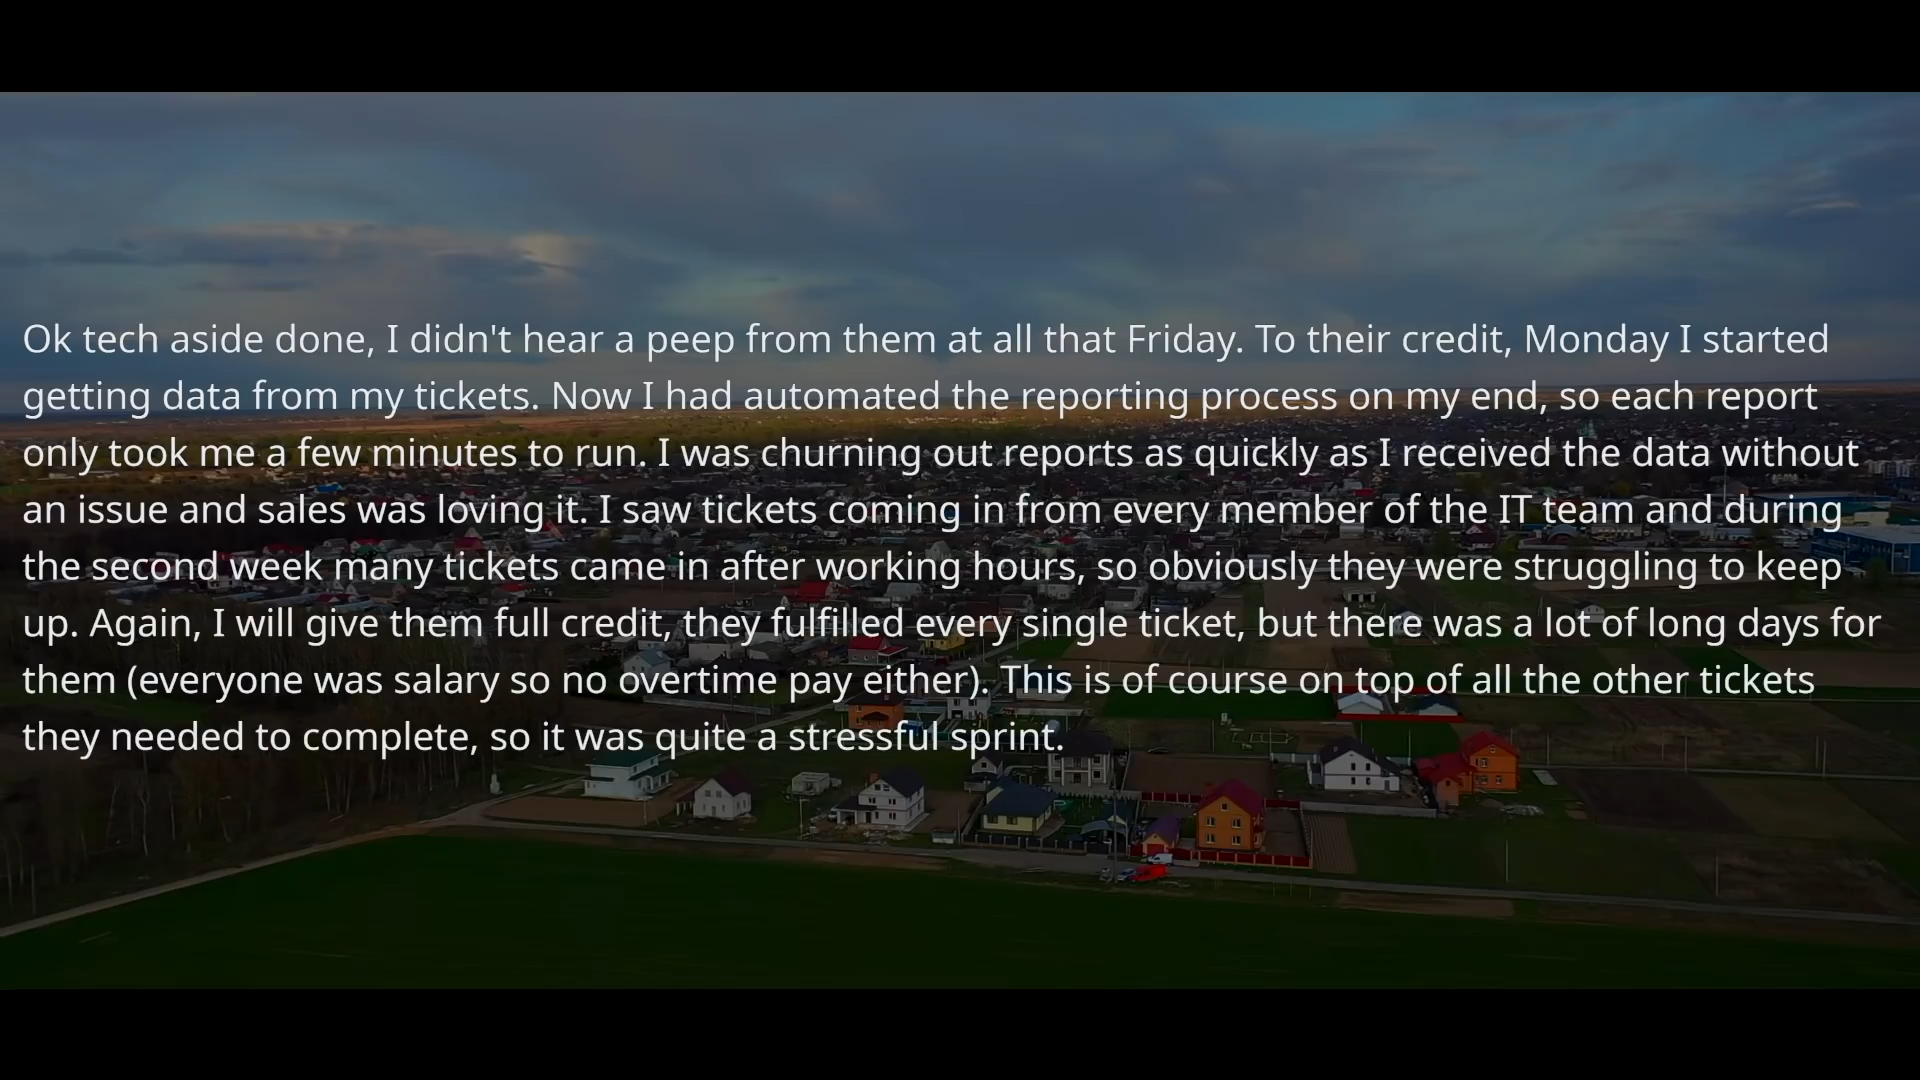 Ok tech aside done, I didn't hear a peep from them at all that Friday. To their credit, Monday I started
getting data from my tickets. Now I had automated the reporting process on my end, so each report
only took me a few minutes to run. I was churning out reports as quickly as I received the data without
an issue and sales was loving it. I saw tickets coming in from every member of the IT team and during
the second week many tickets came in after working hours, so obviously they were struggling to keep
up. Again, I will give them full credit, they fulfilled every single ticket, but there was a lot of long days for
them (everyone was salary so no overtime pay either). This is of course on top of all the other tickets
they needed to complete, so it was quite a stressful sprint.